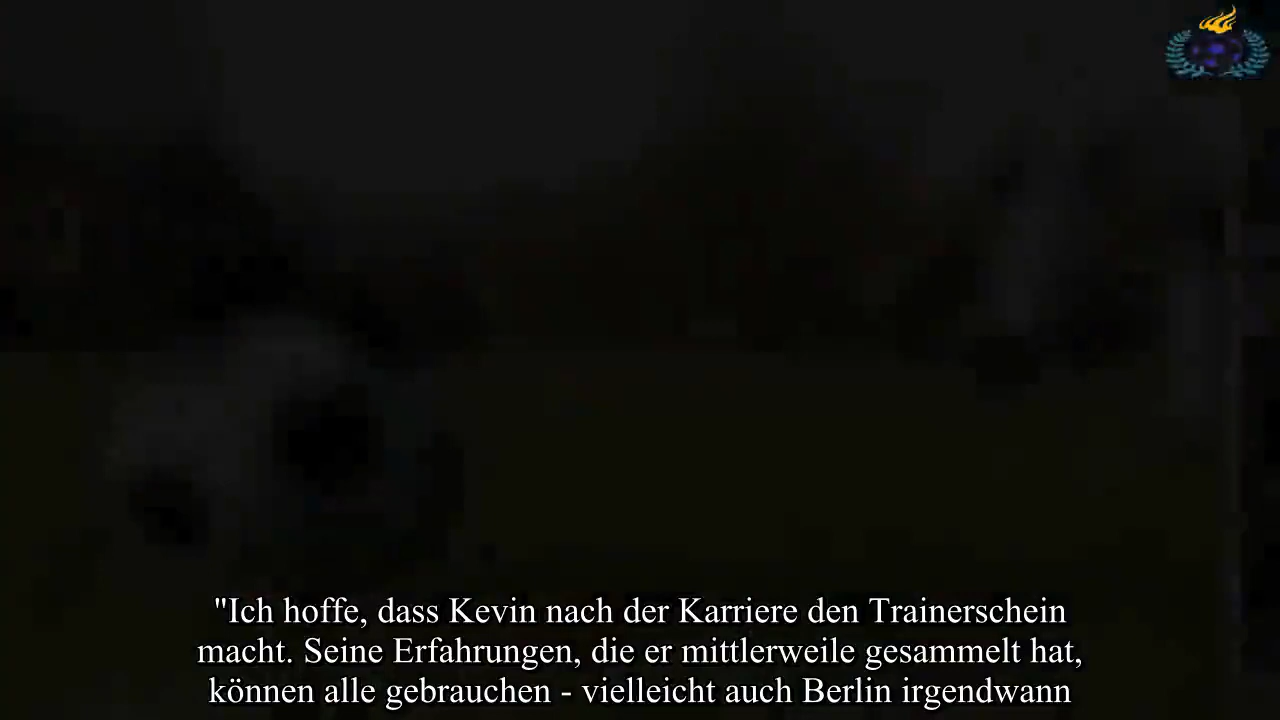 "Ich hoffe, dass Kevin nach der Karriere den Trainerschein
macht. Seine Erfahrungen, die er mittlerweile gesammelt hat,
können alle gebrauchen - vielleicht auch Berlin irgendwann